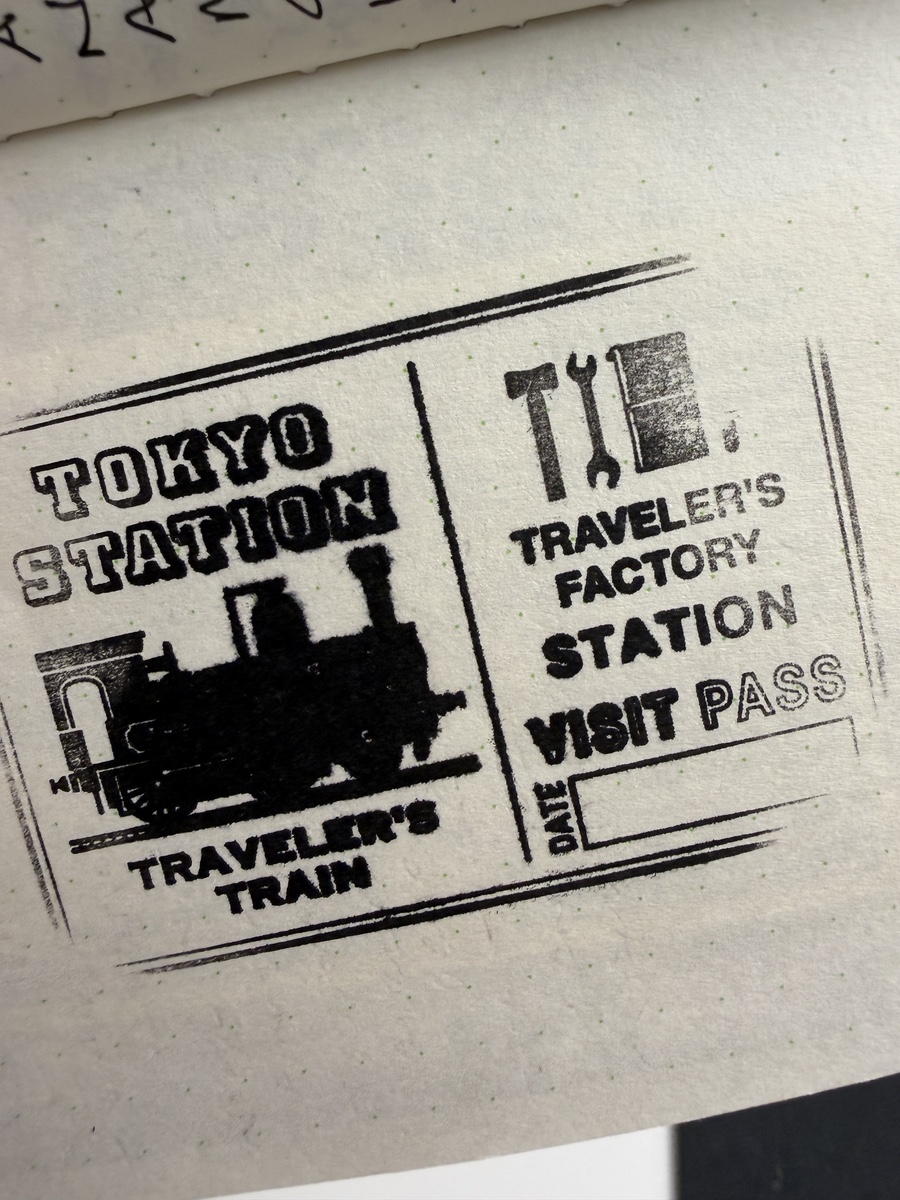 TOKYO
STATION
TRAVELER'S
TRAIN
TRAVELER'S
FACTORY
STATION
VISIT PASS
DATE